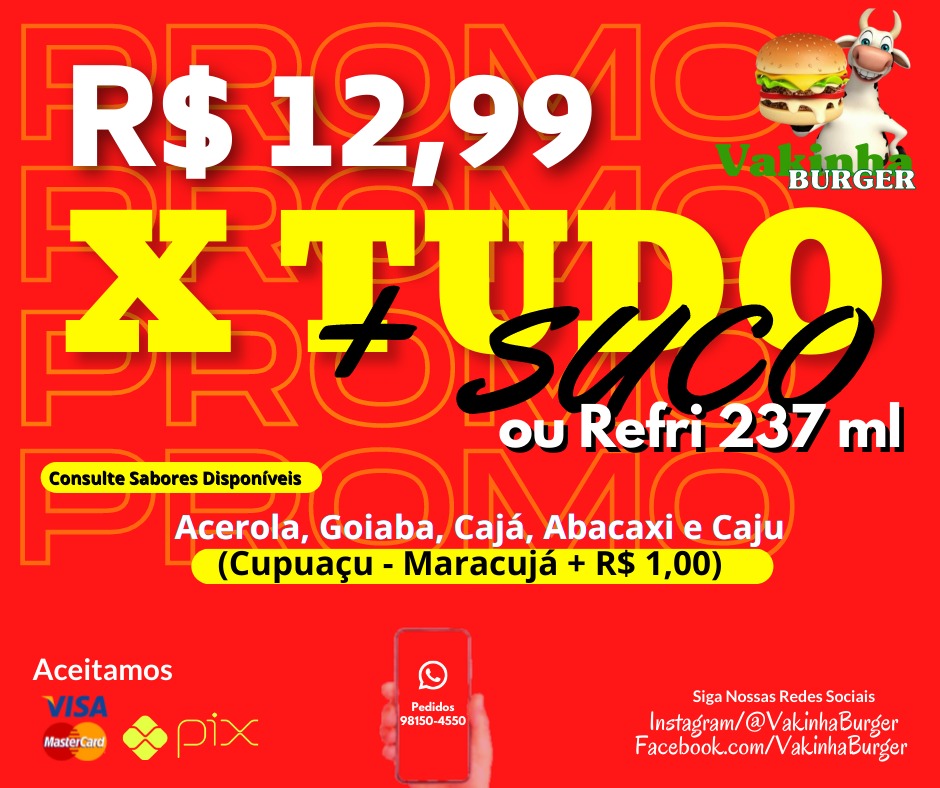 PROMO
R$ 12,99
Vakinha
BURGER
PROMO
X TUDO
+ SUCO
PROMO
ou Refri 237 ml
PROMO
Consulte Sabores Disponíveis
Acerola, Goiaba, Cajá, Abacaxi e Caju
(Cupuaçu - Maracujá + R$ 1,00)
Aceitamos
VISA
MasterCard
pix
Pedidos
98150-4550
Siga Nossas Redes Sociais
Instagram/@VakinhaBurger
Facebook.com/VakinhaBurger